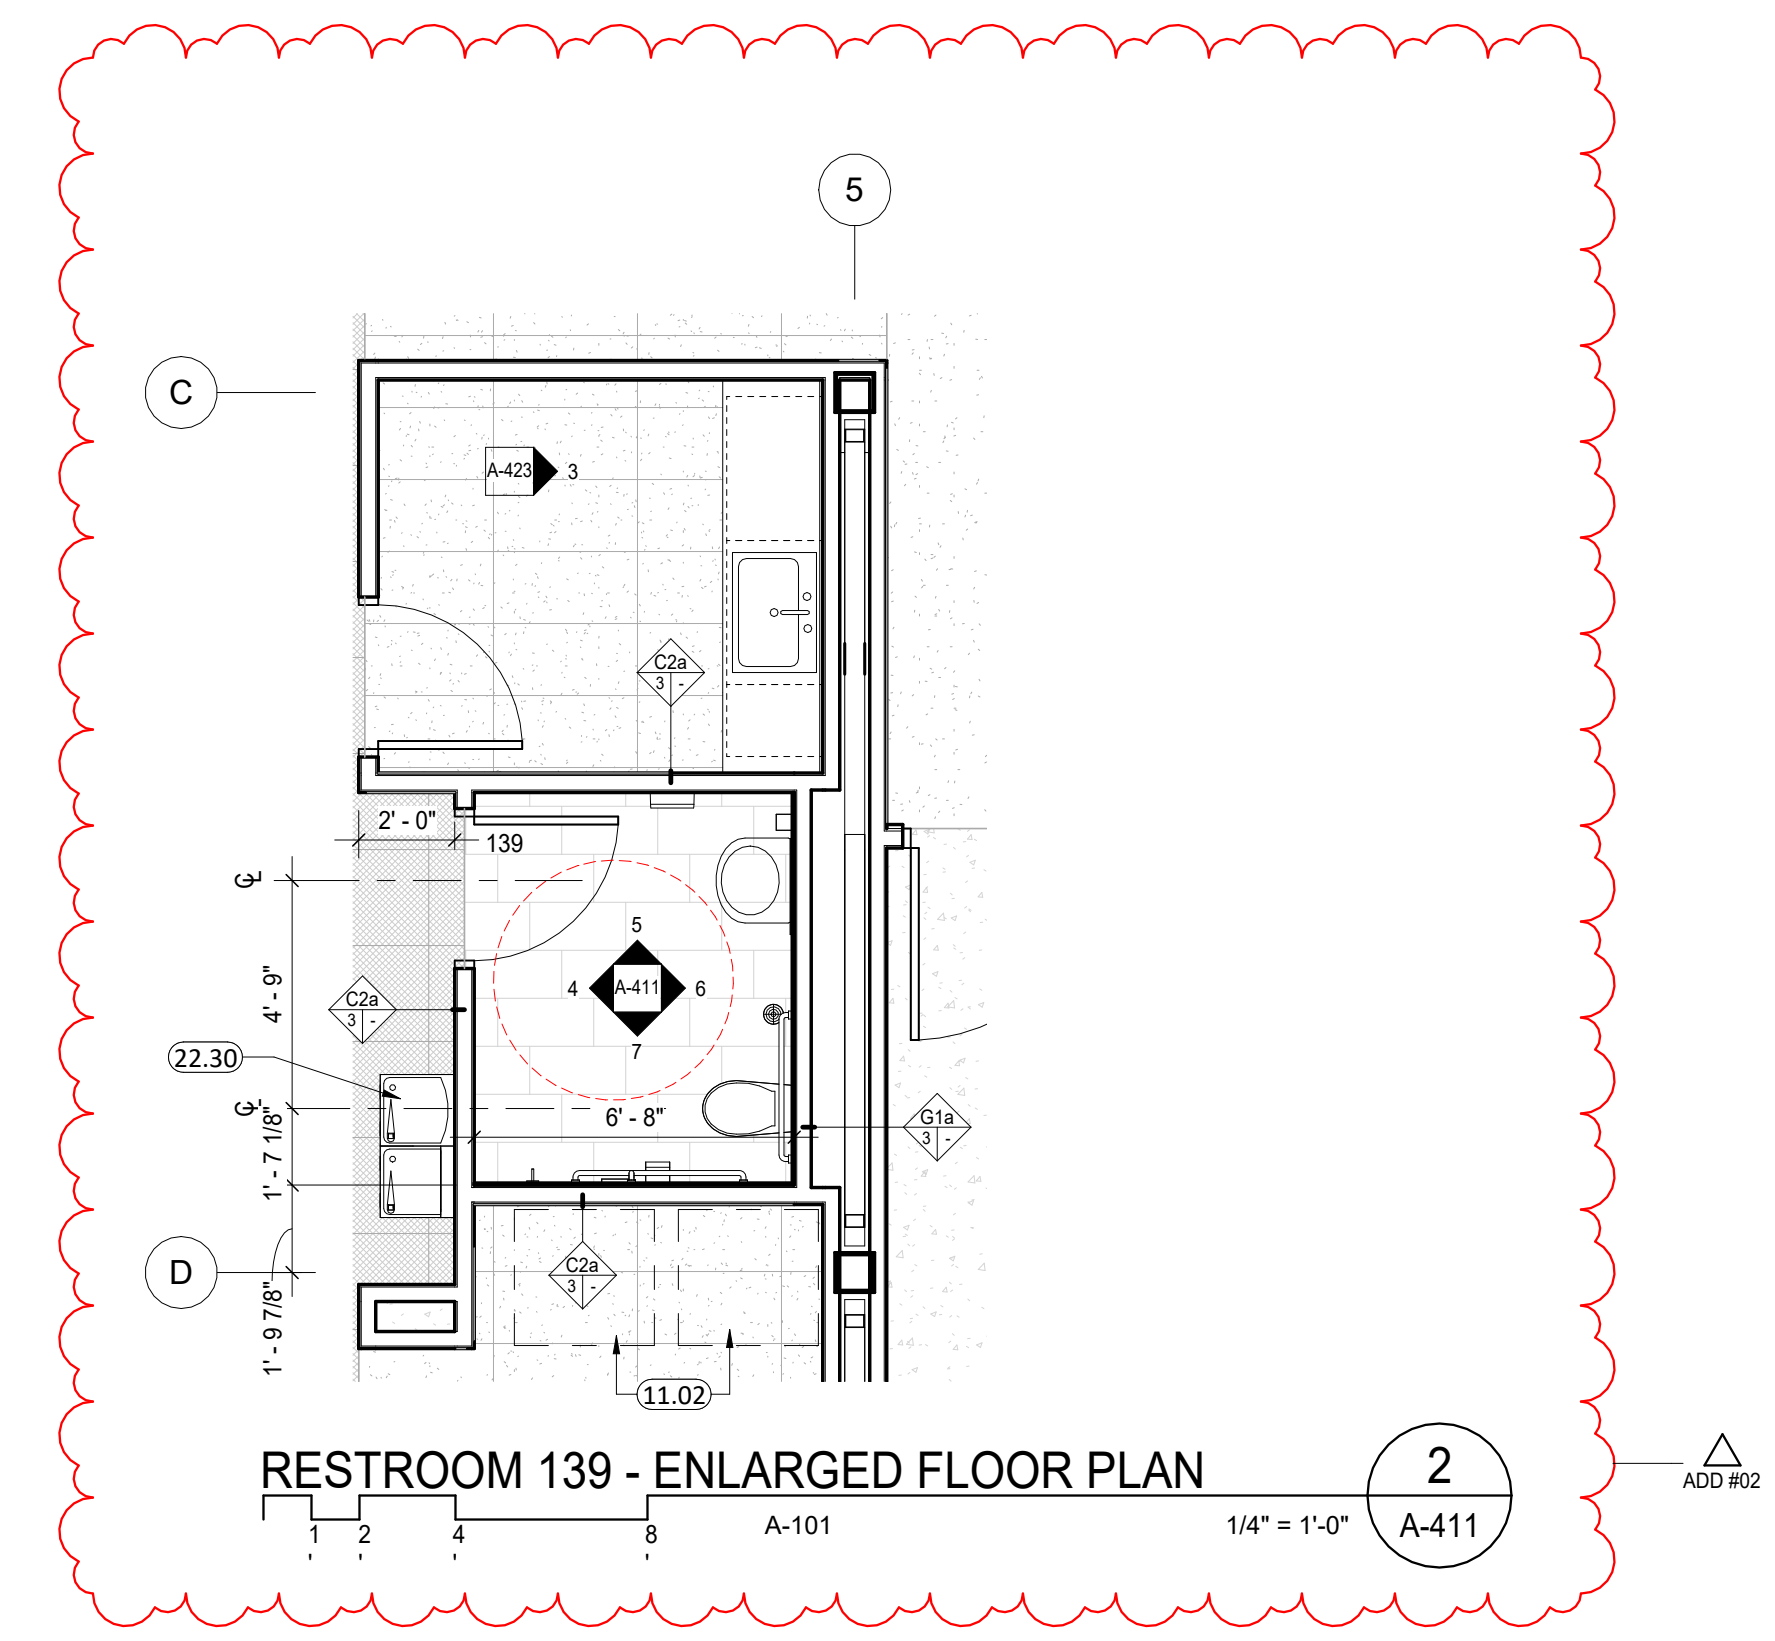 5
C
A-423 3
C2a
3 -
2' - 0"
139
CL
5
4 A-411 6
7
4' - 9"
C2a
3 -
22.30
CL
6' - 8"
G1a
3 -
1' - 7 1/8"
D
C2a
3 -
1' - 9 7/8"
11.02
RESTROOM 139 - ENLARGED FLOOR PLAN
2
ADD #02
1 2 4 8
' ' ' '
A-101
1/4" = 1'-0"
A-411